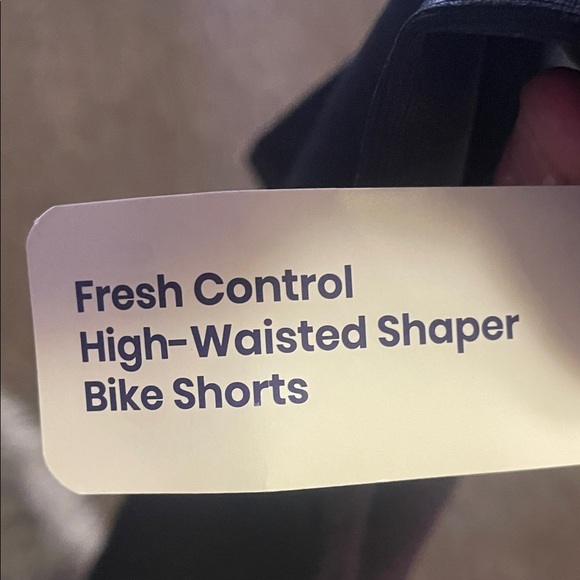 Fresh Control
High-Waisted Shaper
Bike Shorts